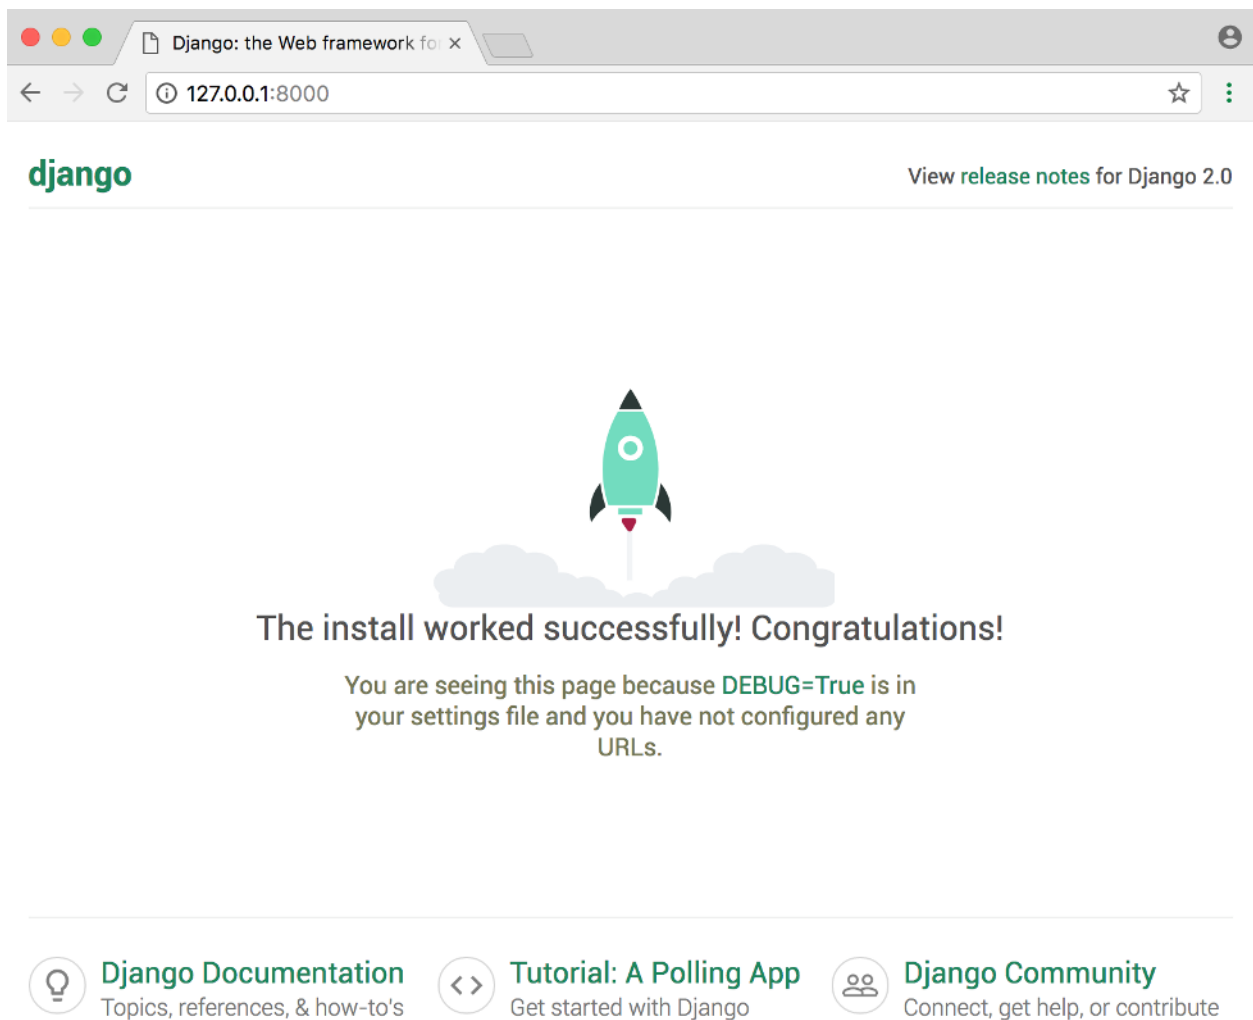 Django: the Web framework for
127.0.0.1:8000
django
View release notes for Django 2.0
The install worked successfully! Congratulations!
You are seeing this page because DEBUG=True is in
your settings file and you have not configured any
URLs.
Django Documentation
Topics, references, & how-to's
Tutorial: A Polling App
Get started with Django
Django Community
Connect, get help, or contribute